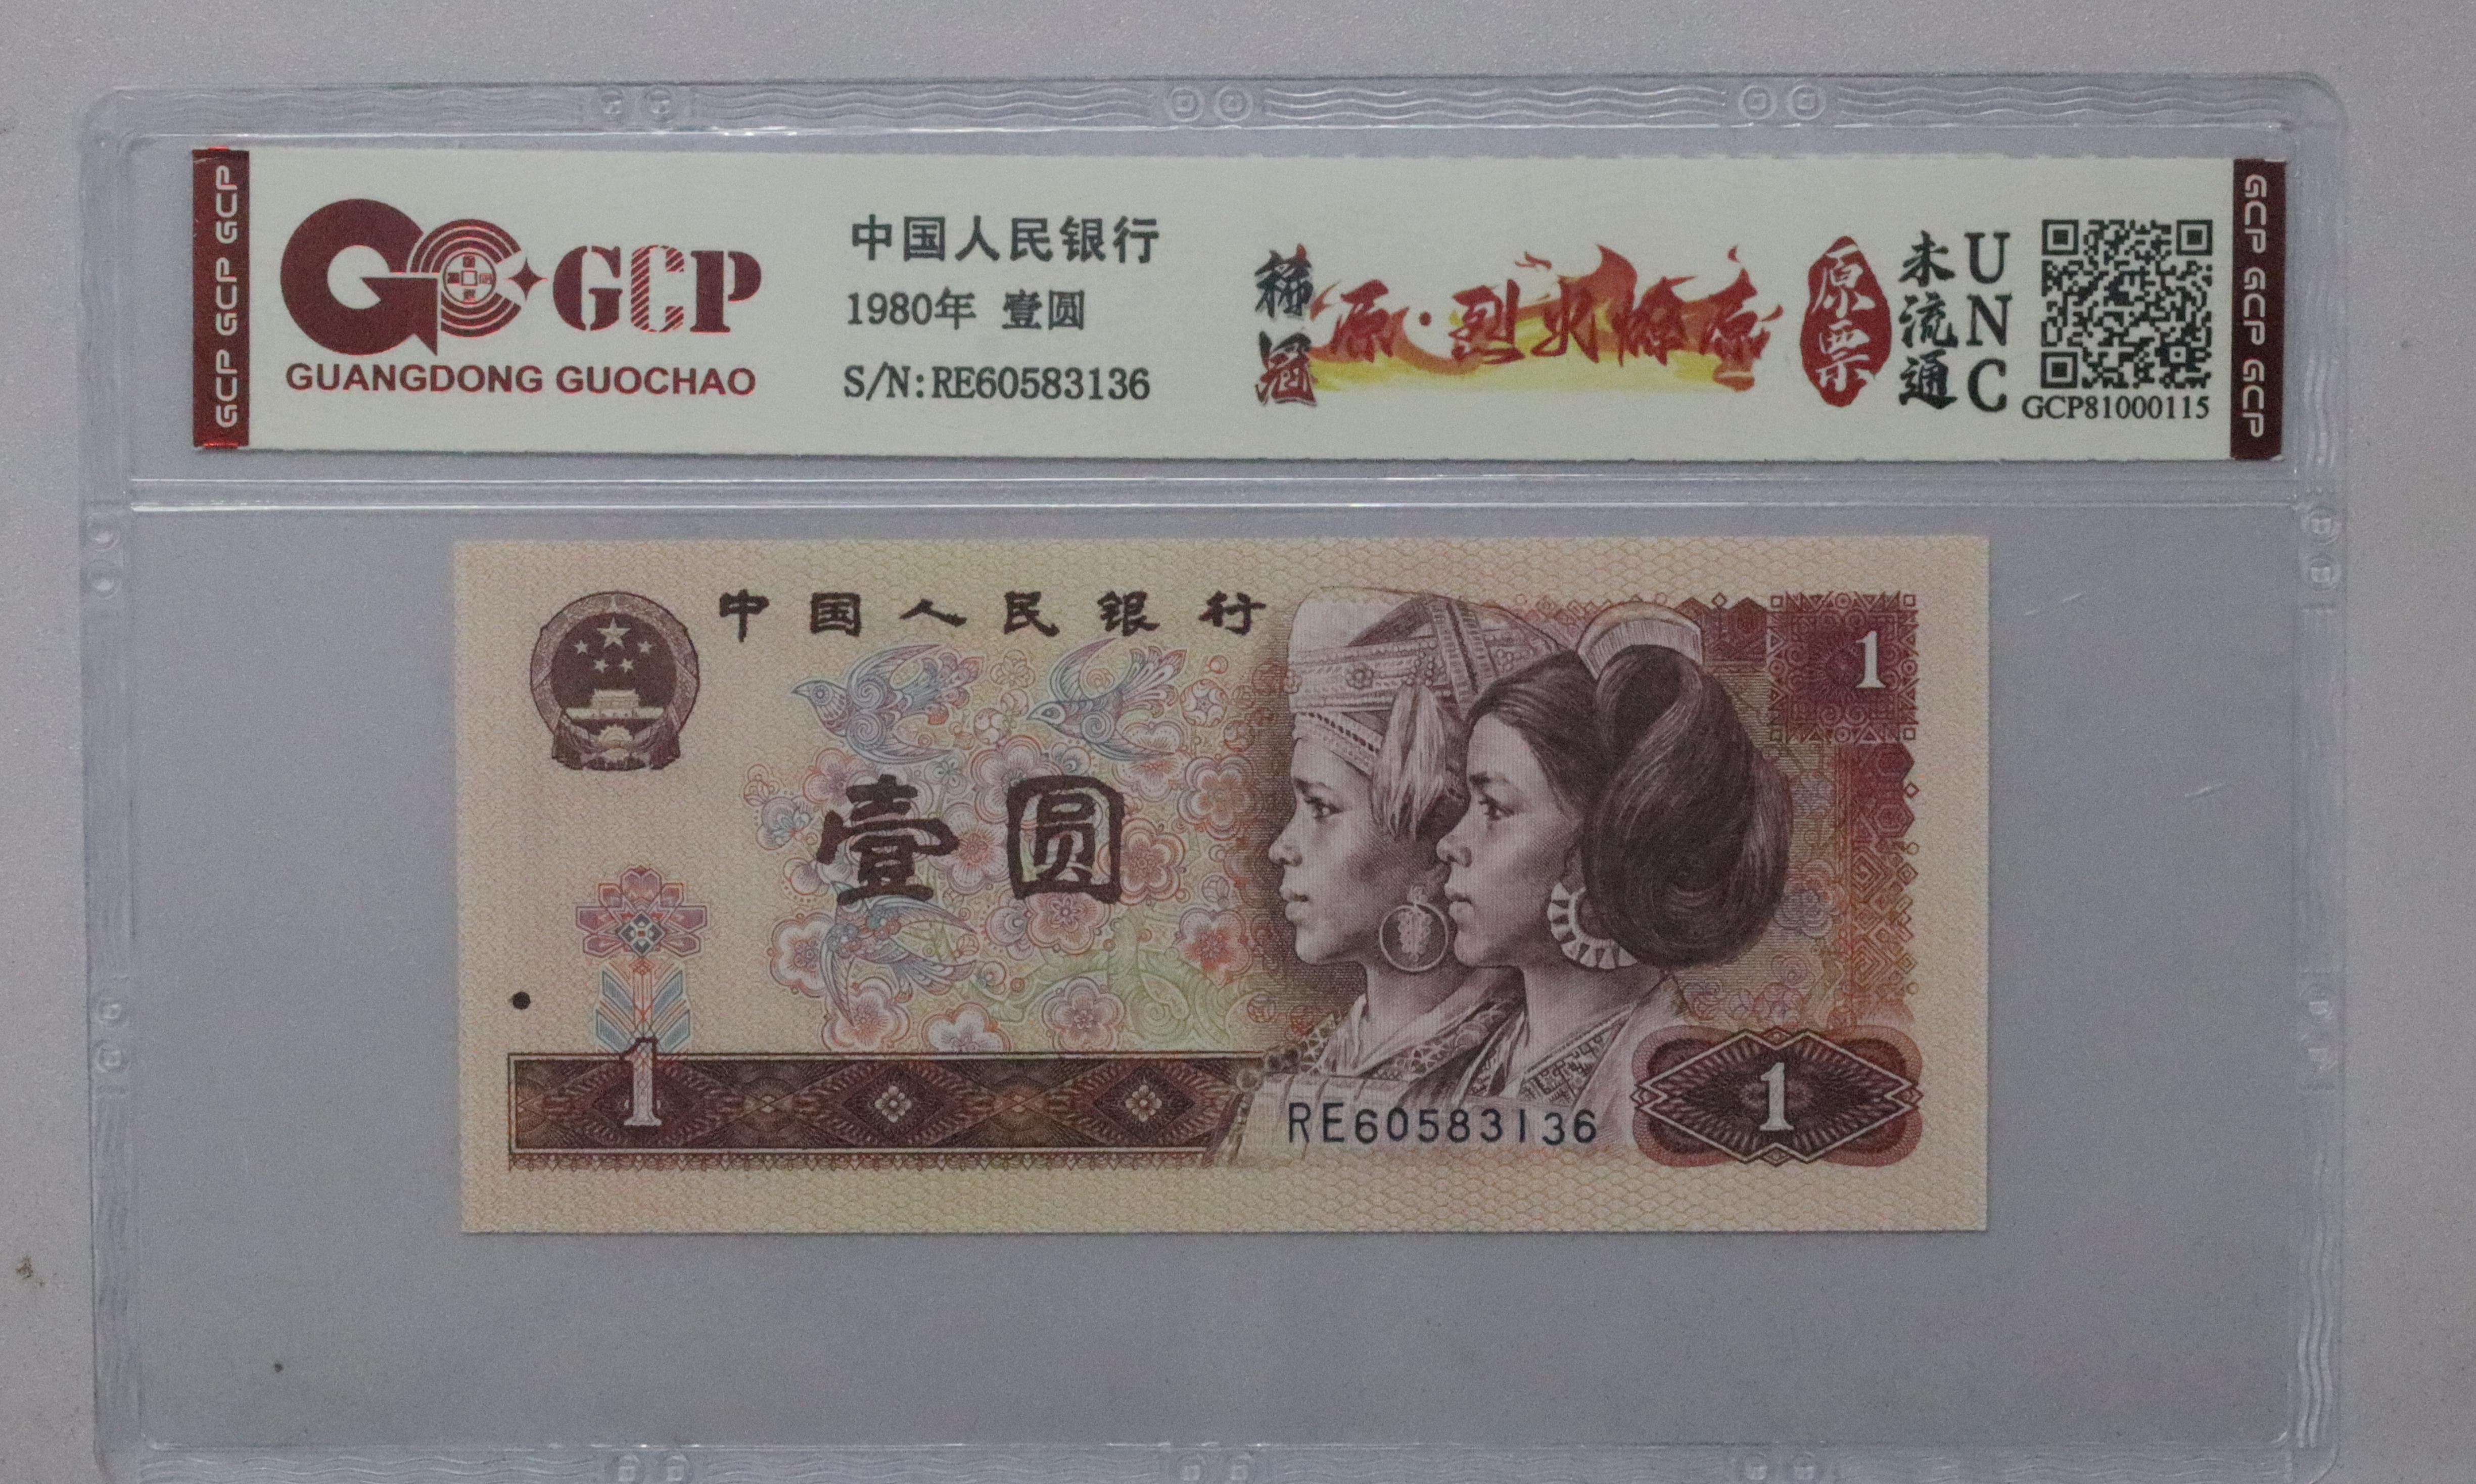 GCP GCP GCP
GCP
GUANGDONG GUOCHAO
中国人民银行
1980年 壹圆
S/N:RE60583136
稀冠
原·烈火燎原
原票
未流通
UNC
GCP81000115
GCP GCP GCP
中国人民银行
1
壹圆
1
RE60583136
1